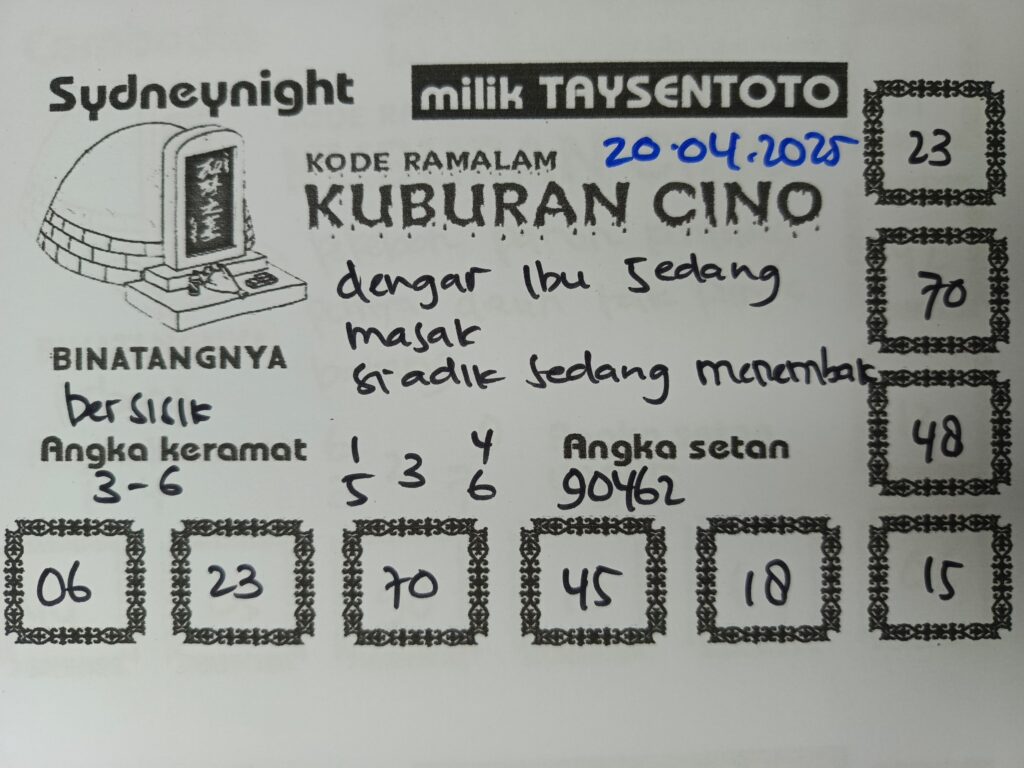 Sydneynight
milik TAYSENTOTO
20.04.2025
KODE RAMALAM
KUBURAN CINO
23
dengar Ibu Sedang
masak
si adik sedang menembak
70
BINATANGNYA
bersisik
48
Angka keramat
3-6
1 4
3
5 6
Angka setan
90462
06 23 70 45 18 15